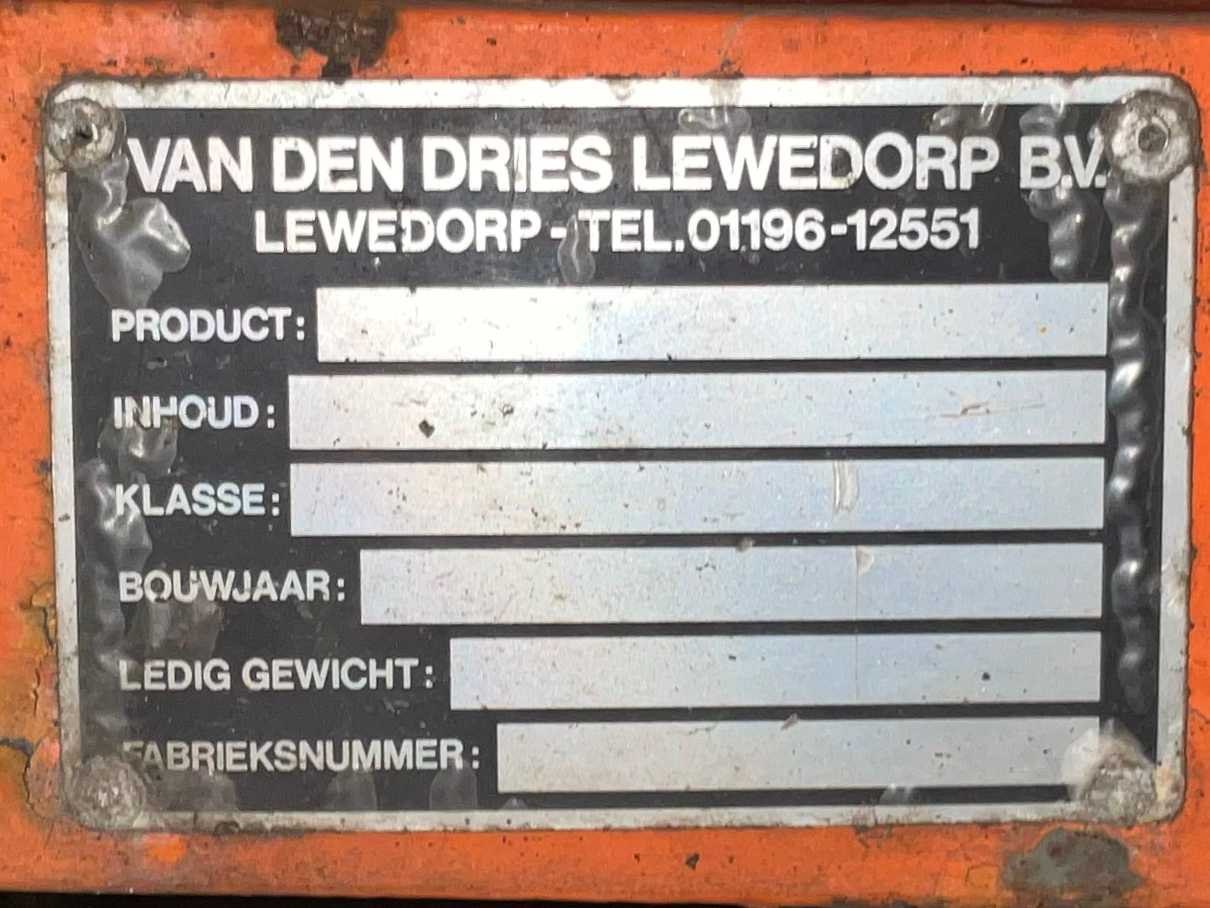 VAN DEN DRIES LEWEDORP B.V.
LEWEDORP - TEL.01196-12551
PRODUCT:
INHOUD:
KLASSE:
BOUWJAAR:
LEDIG GEWICHT:
FABRIEKSNUMMER: